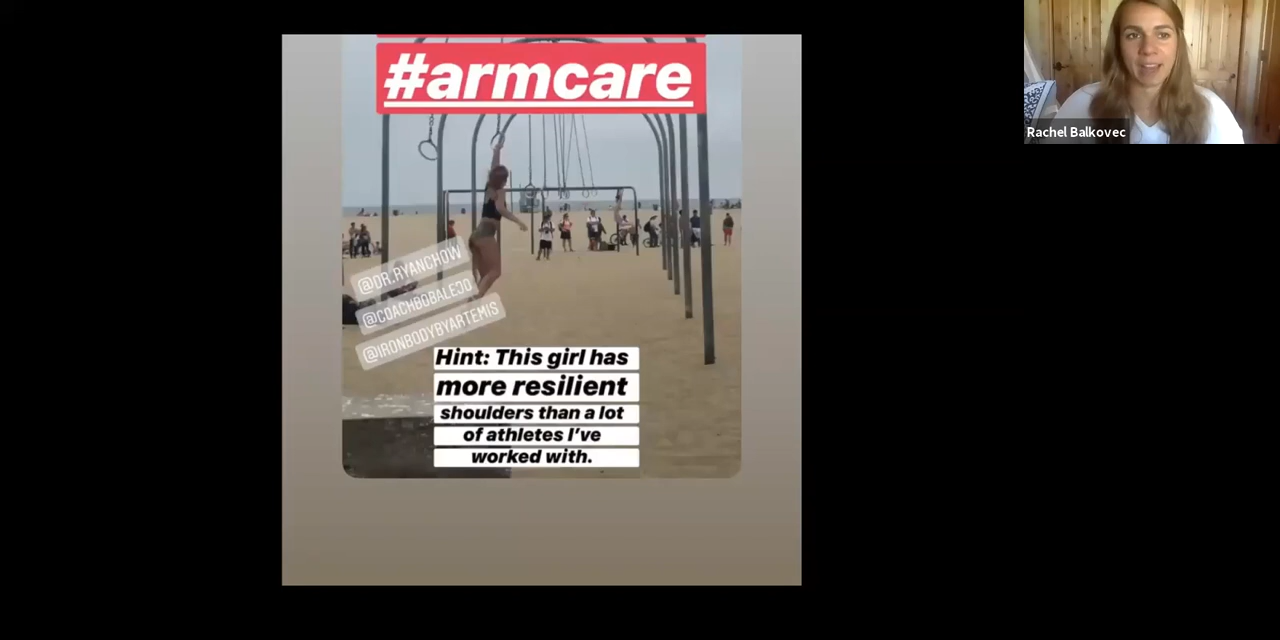 #armcare
@DR.RYANCHOW
@COACHBOBALEJO
@IRONBODYBYARTEMIS
Hint: This girl has
more resilient
shoulders than a lot
of athletes I've
worked with.
Rachel Balkovec